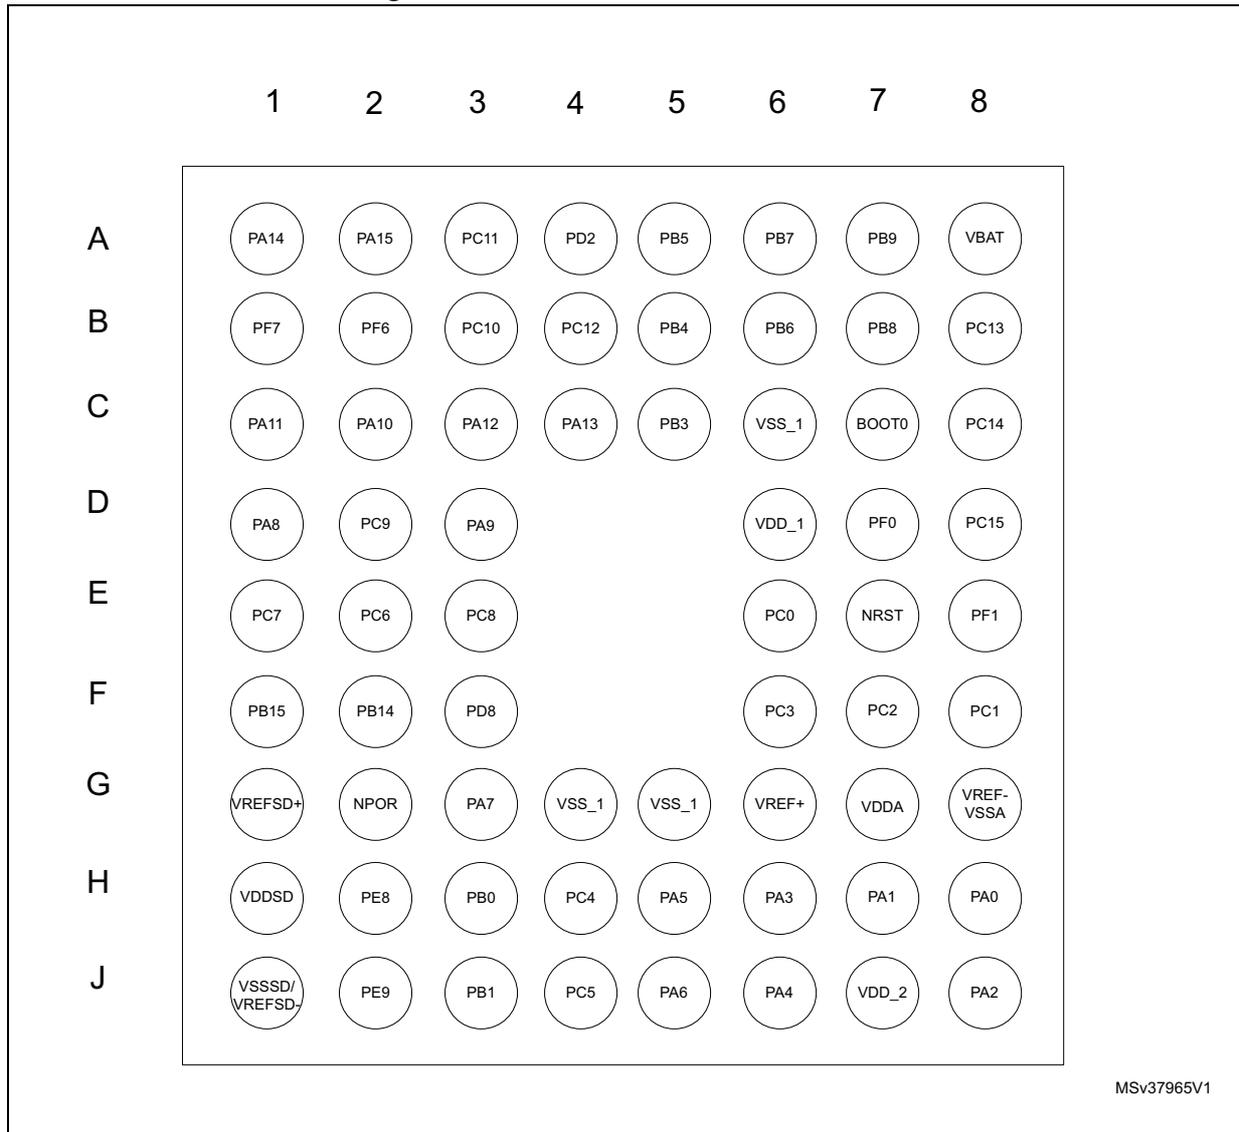 1 2 3 4 5 6 7 8
A PA14 PA15 PC11 PD2 PB5 PB7 PB9 VBAT
B PF7 PF6 PC10 PC12 PB4 PB6 PB8 PC13
C PA11 PA10 PA12 PA13 PB3 VSS_1 BOOT0 PC14
D PA8 PC9 PA9 VDD_1 PF0 PC15
E PC7 PC6 PC8 PC0 NRST PF1
F PB15 PB14 PD8 PC3 PC2 PC1
G VREFSD+ NPOR PA7 VSS_1 VSS_1 VREF+ VDDA VREF-
VSSA
H VDDSD PE8 PB0 PC4 PA5 PA3 PA1 PA0
J VSSSD/ PE9 PB1 PC5 PA6 PA4 VDD_2 PA2
VREFSD-
MSv37965V1